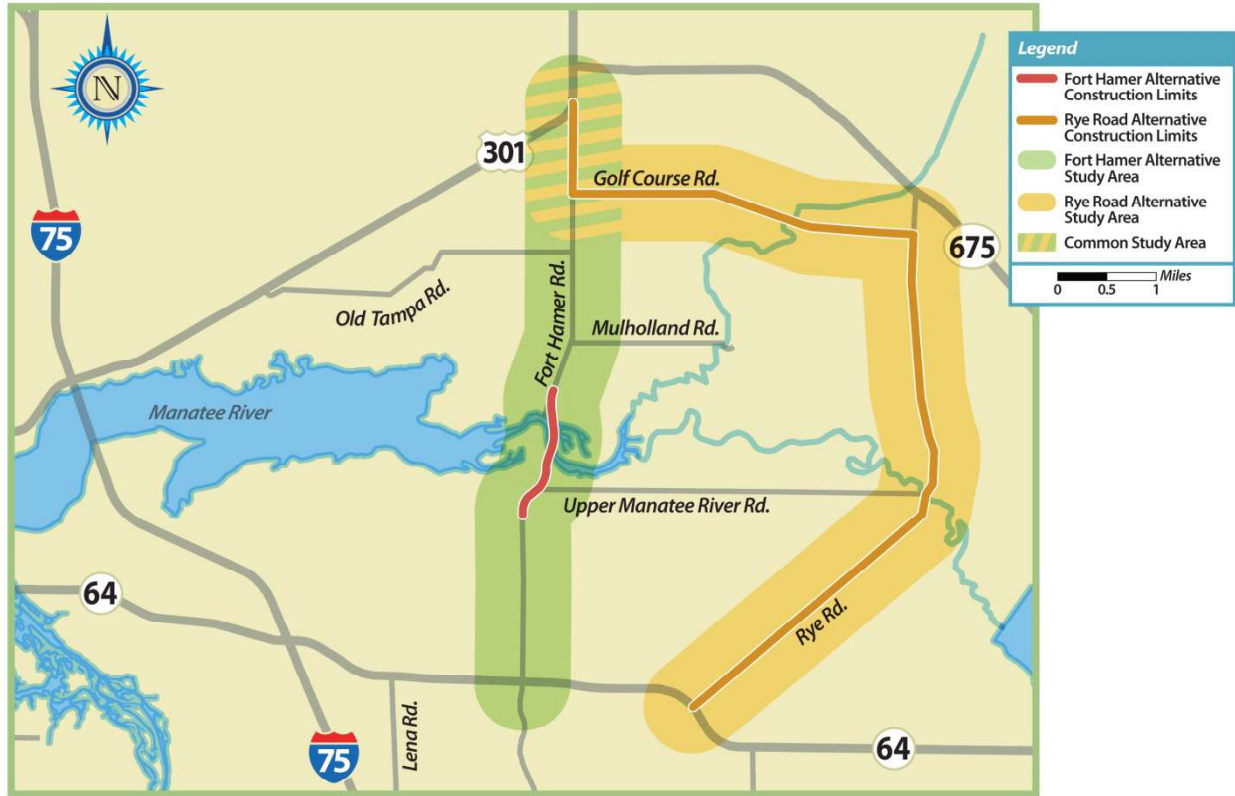 N
301
75
Golf Course Rd.
675
Old Tampa Rd.
Fort Hamer Rd.
Mulholland Rd.
Manatee River
Upper Manatee River Rd.
64
Rye Rd.
Lena Rd.
75
64
Legend
Fort Hamer Alternative
Construction Limits
Rye Road Alternative
Construction Limits
Fort Hamer Alternative
Study Area
Rye Road Alternative
Study Area
Common Study Area
Miles
0 0.5 1